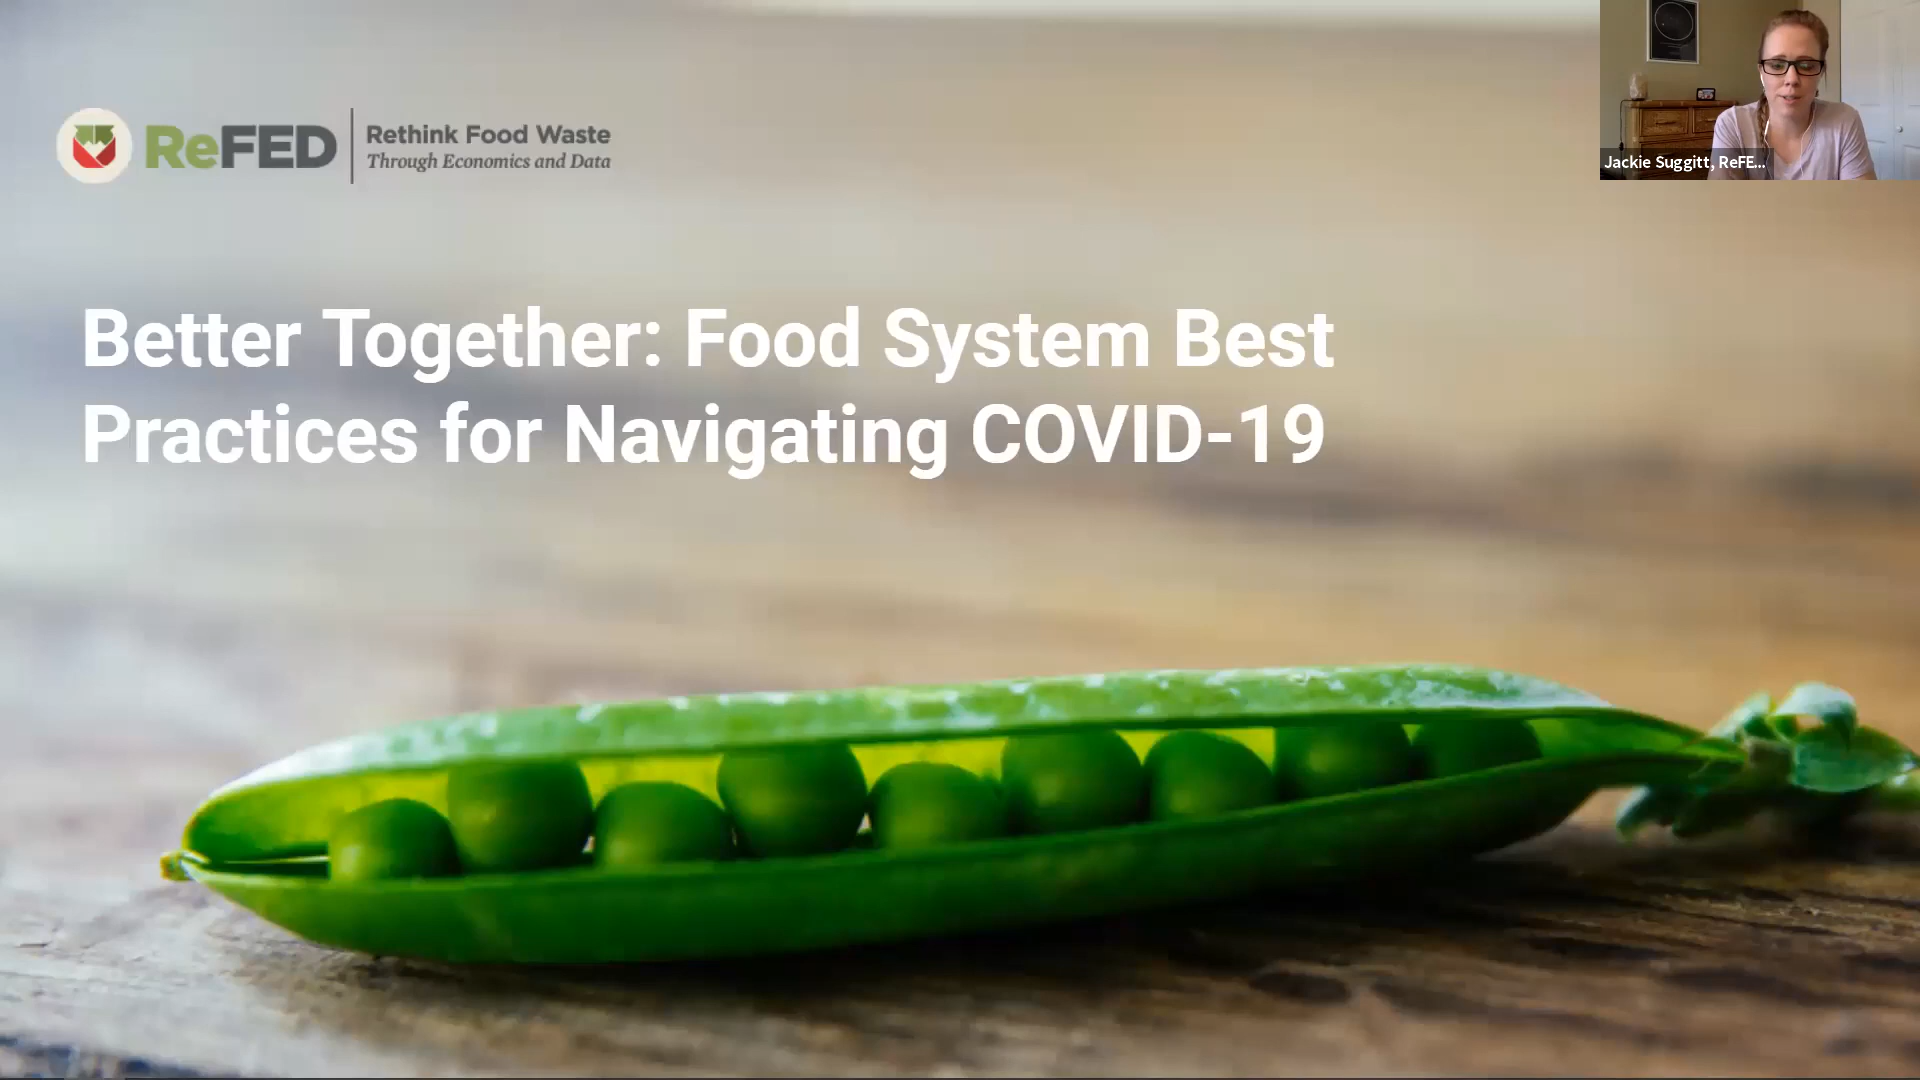 ReFED
Rethink Food Waste
Through Economics and Data
Jackie Suggitt, ReFE...
Better Together: Food System Best
Practices for Navigating COVID-19